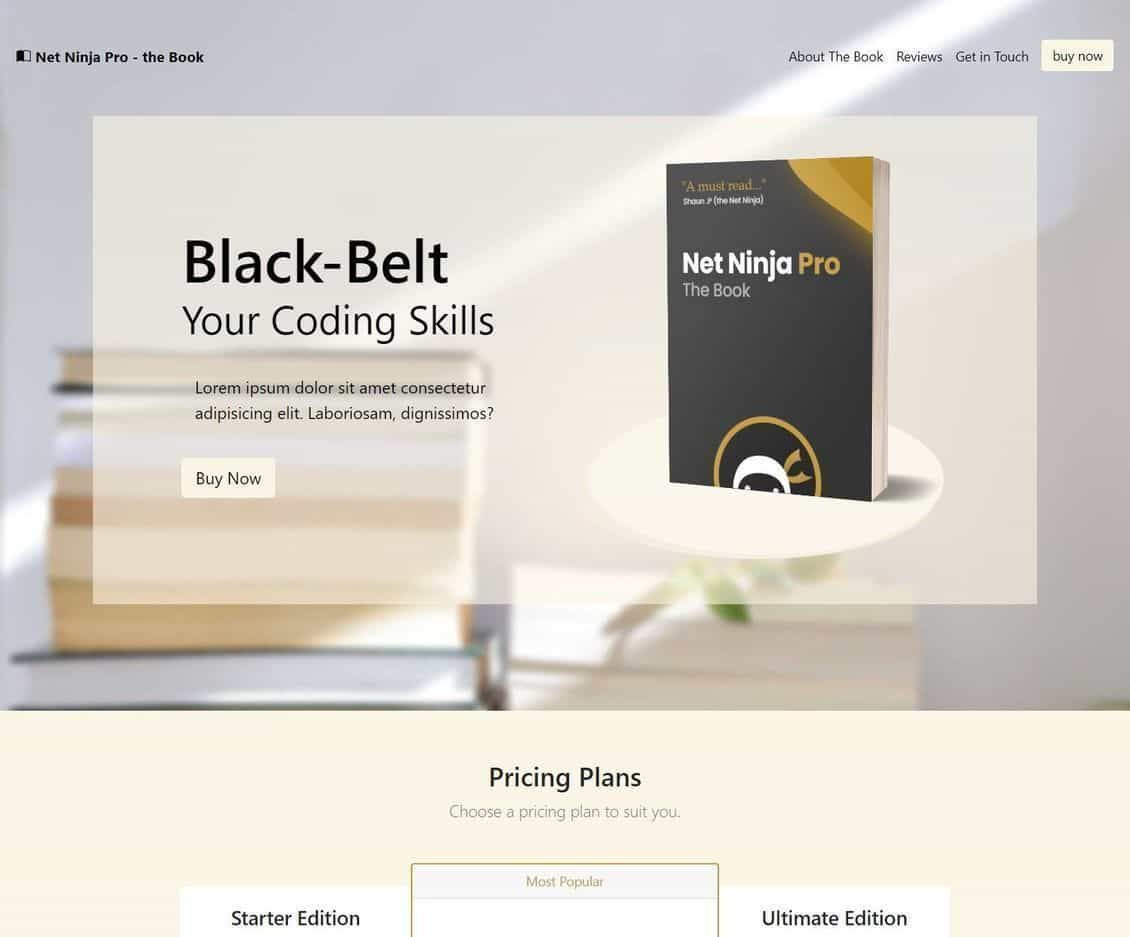 Net Ninja Pro - the Book
About The Book
Reviews
Get in Touch
buy now
Black-Belt
Your Coding Skills
Lorem ipsum dolor sit amet consectetur
adipisicing elit. Laboriosam, dignissimos?
Buy Now
"A must read..."
Shaun JP (the Net Ninja)
Net Ninja Pro
The Book
Pricing Plans
Choose a pricing plan to suit you.
Most Popular
Starter Edition
Ultimate Edition